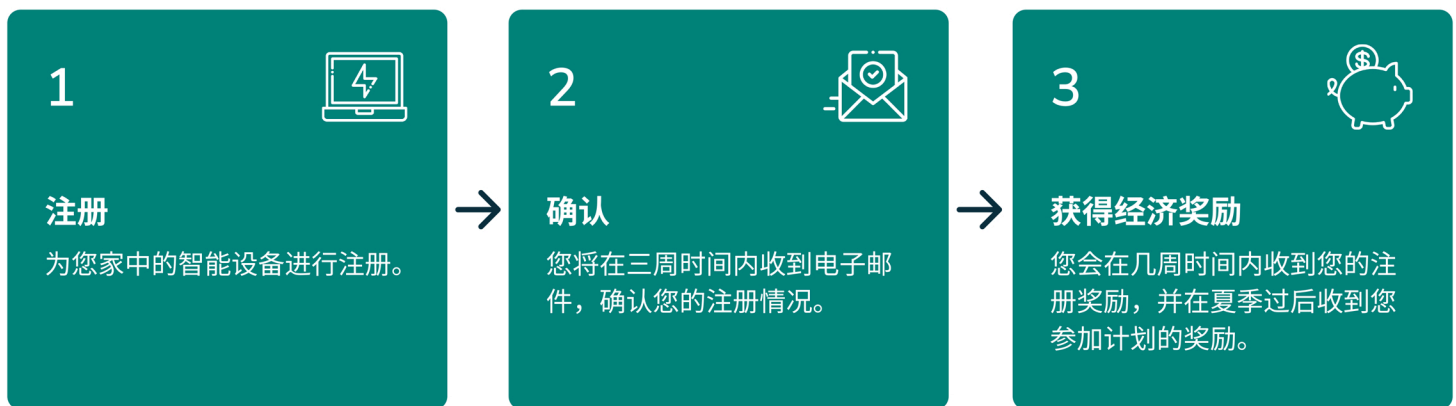 1
注册
为您家中的智能设备进行注册。
2
确认
您将在三周时间内收到电子邮
件，确认您的注册情况。
3
获得经济奖励
您会在几周时间内收到您的注
册奖励，并在夏季过后收到您
参加计划的奖励。